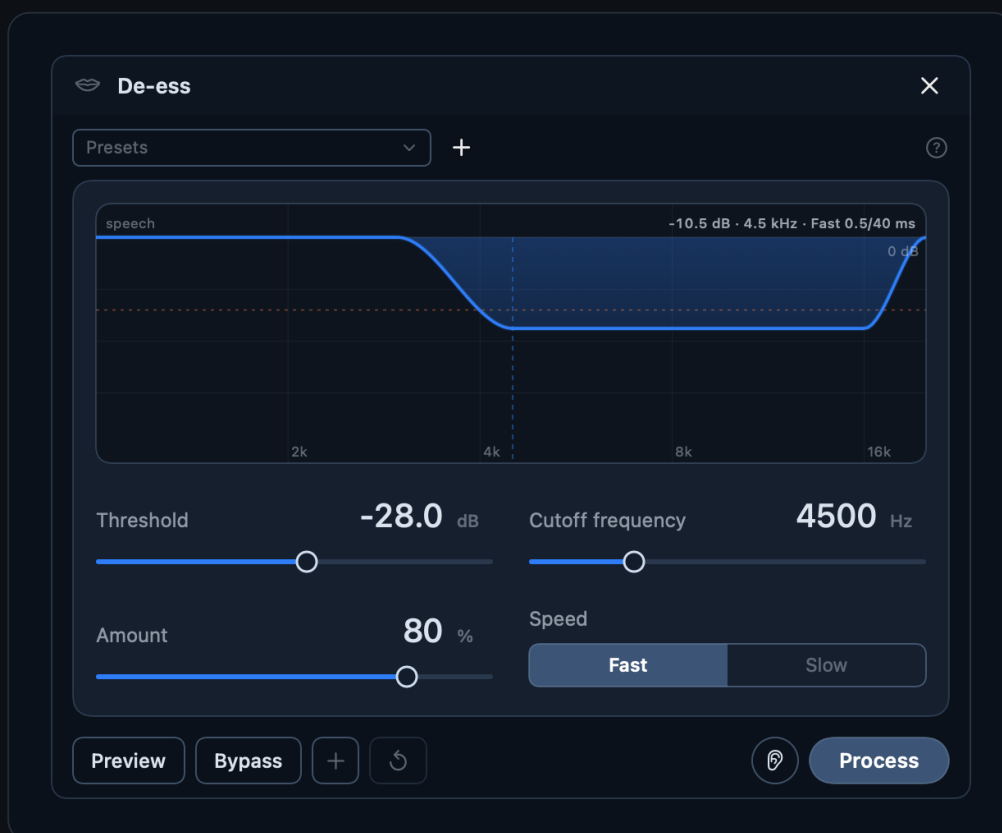 De-ess
Presets
?
speech
-10.5 dB · 4.5 kHz · Fast 0.5/40 ms
0 dB
2k 4k 8k 16k
Threshold -28.0 dB
Cutoff frequency 4500 Hz
Amount 80 %
Speed
Fast Slow
Preview Bypass Process